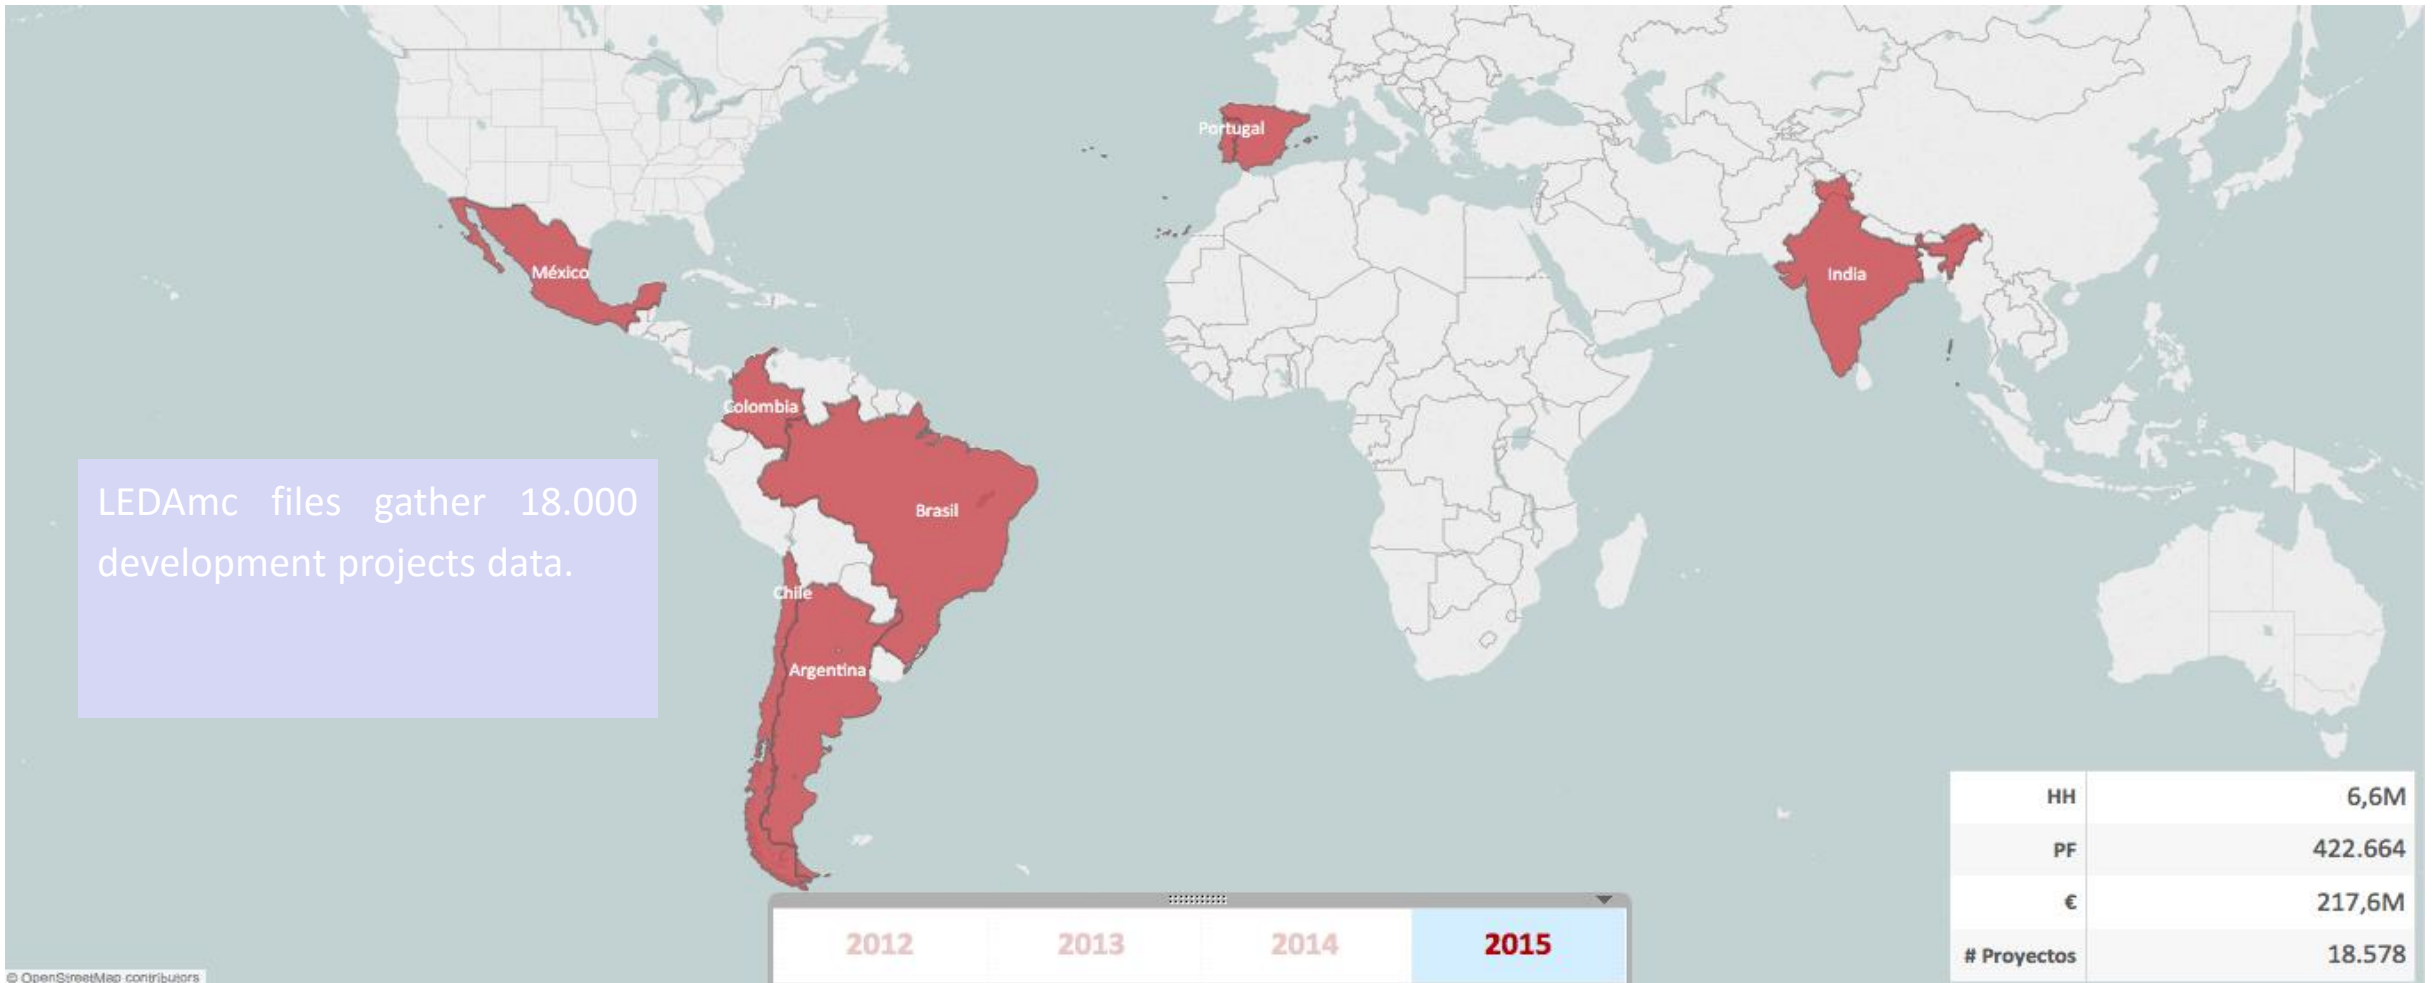 Portugal
México
India
Colombia
LEDAmc files gather 18.000
development projects data.
Brasil
Chile
Argentina
HH 6,6M
PF 422.664
€ 217,6M
# Proyectos 18.578
2012 2013 2014 2015
© OpenStreetMap contributors